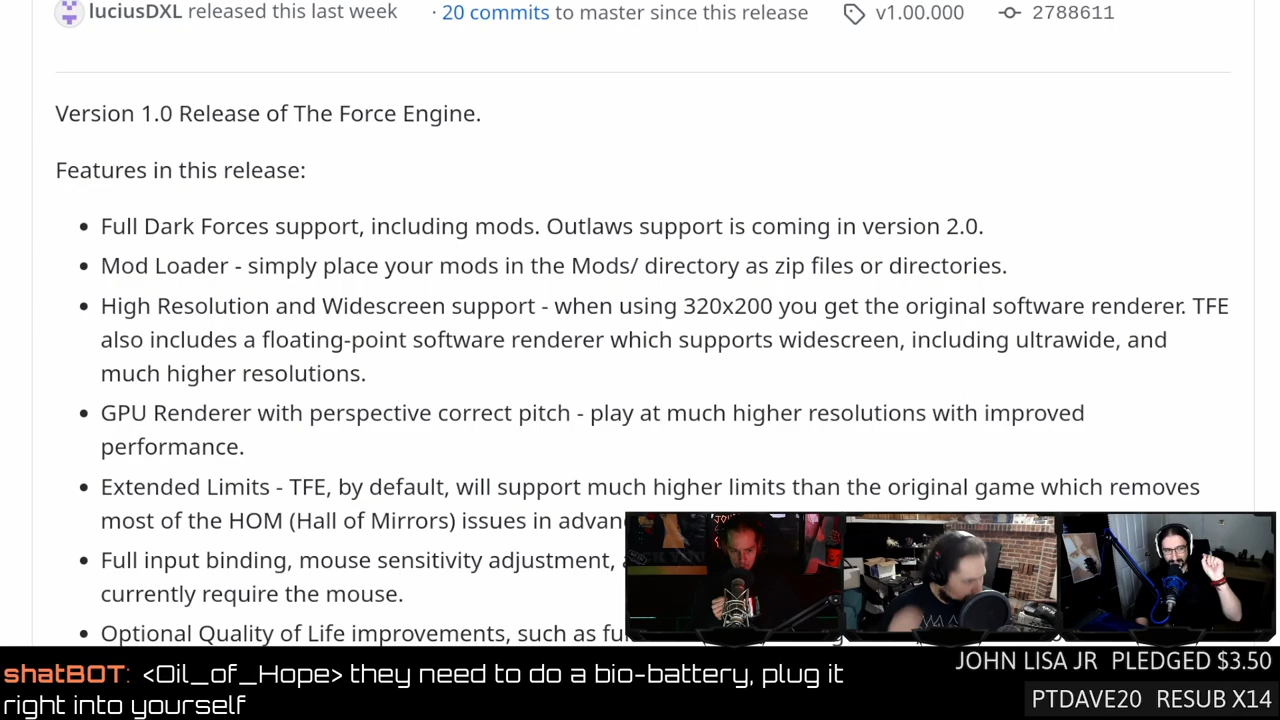 luciusDXL released this last week · 20 commits to master since this release v1.00.000 2788611
Version 1.0 Release of The Force Engine.
Features in this release:
• Full Dark Forces support, including mods. Outlaws support is coming in version 2.0.
• Mod Loader - simply place your mods in the Mods/ directory as zip files or directories.
• High Resolution and Widescreen support - when using 320x200 you get the original software renderer. TFE
also includes a floating-point software renderer which supports widescreen, including ultrawide, and
much higher resolutions.
• GPU Renderer with perspective correct pitch - play at much higher resolutions with improved
performance.
• Extended Limits - TFE, by default, will support much higher limits than the original game which removes
most of the HOM (Hall of Mirrors) issues in
• Full input binding, mouse sensitivity adjustment,
currently require the mouse.
• Optional Quality of Life improvements, such as
shatBOT: <Oil_of_Hope> they need to do a bio-battery, plug it
right into yourself
JOHN LISA JR PLEDGED $3.50
PTDAVE20 RESUB X14